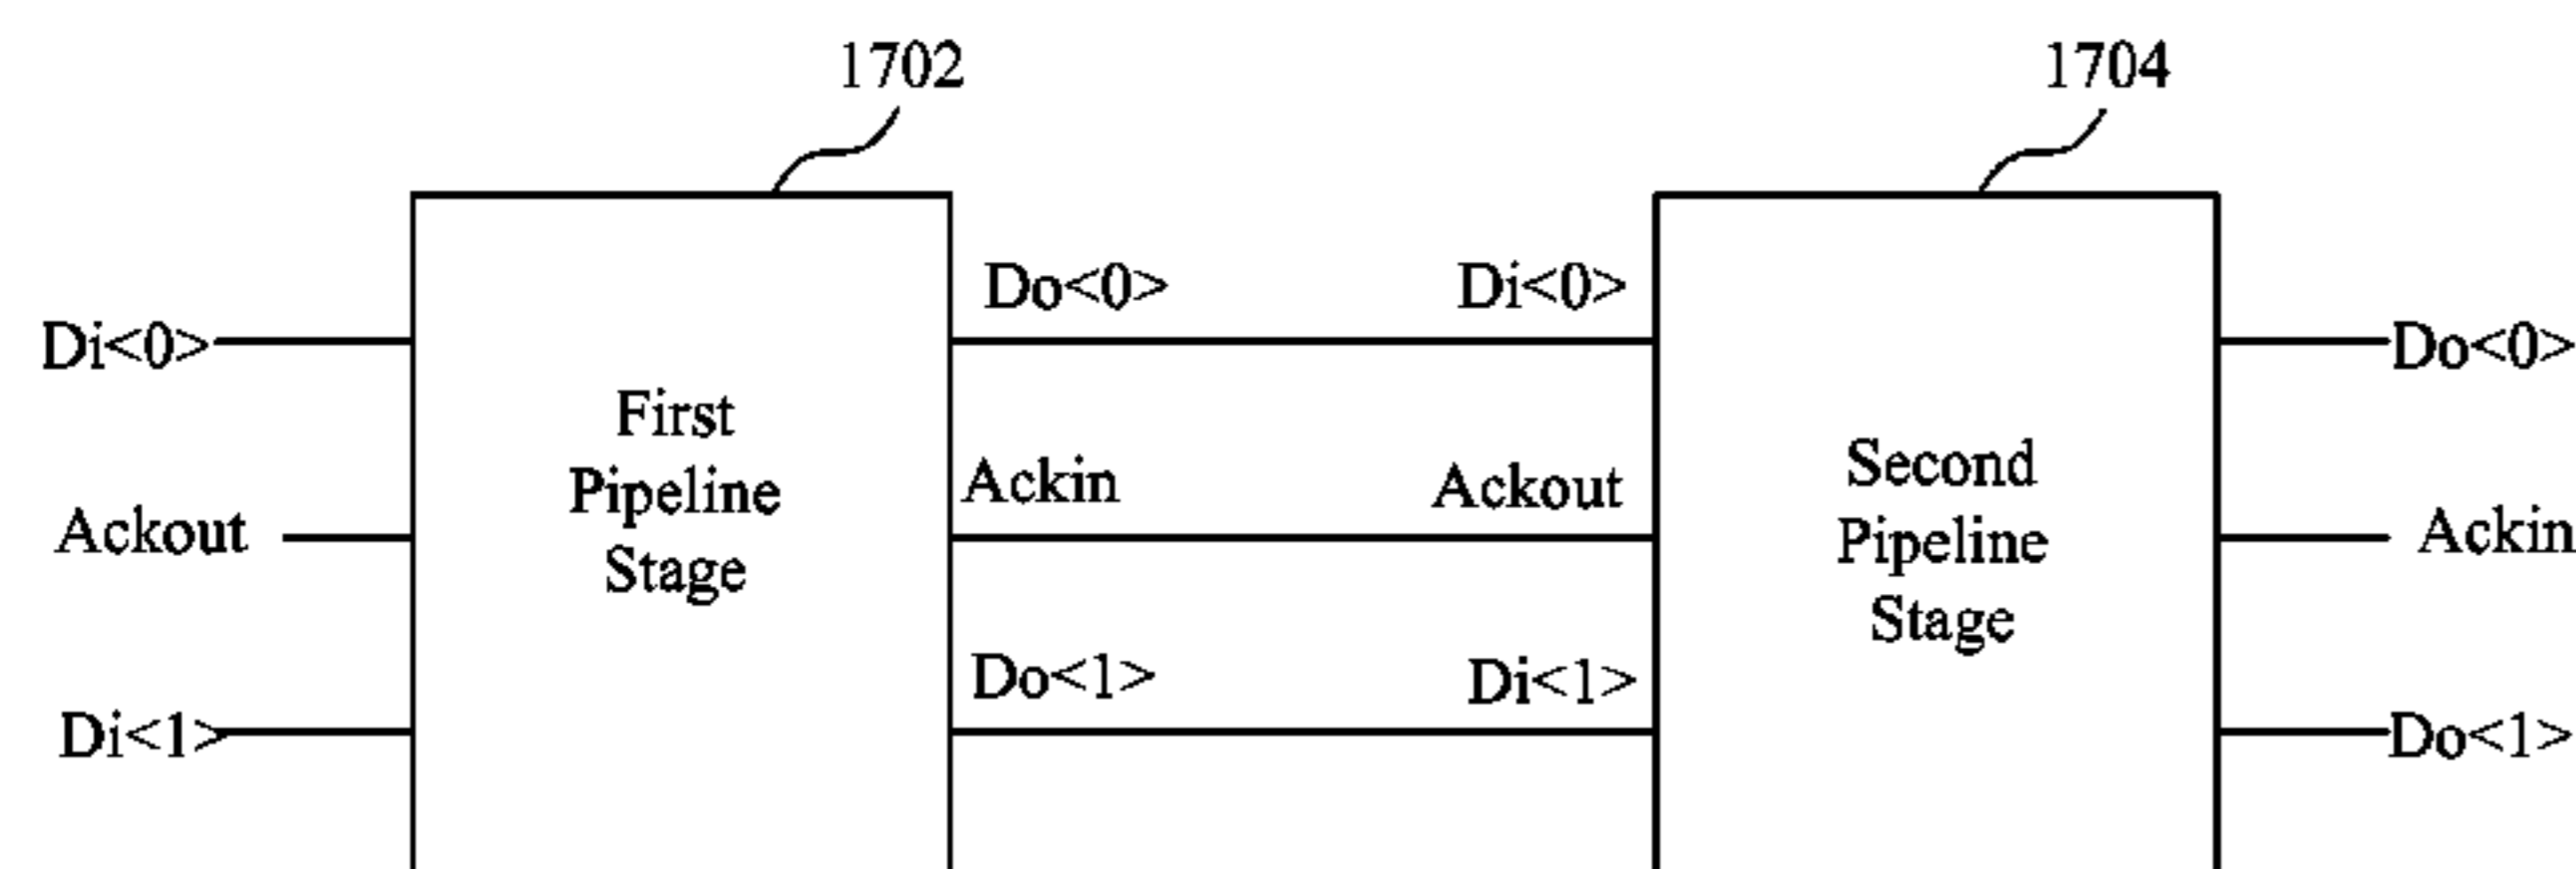 1702
1704
Di<0>
Ackout
Di<1>
First
Pipeline
Stage
Do<0>
Ackin
Do<1>
Di<0>
Ackout
Di<1>
Second
Pipeline
Stage
Do<0>
Ackin
Do<1>